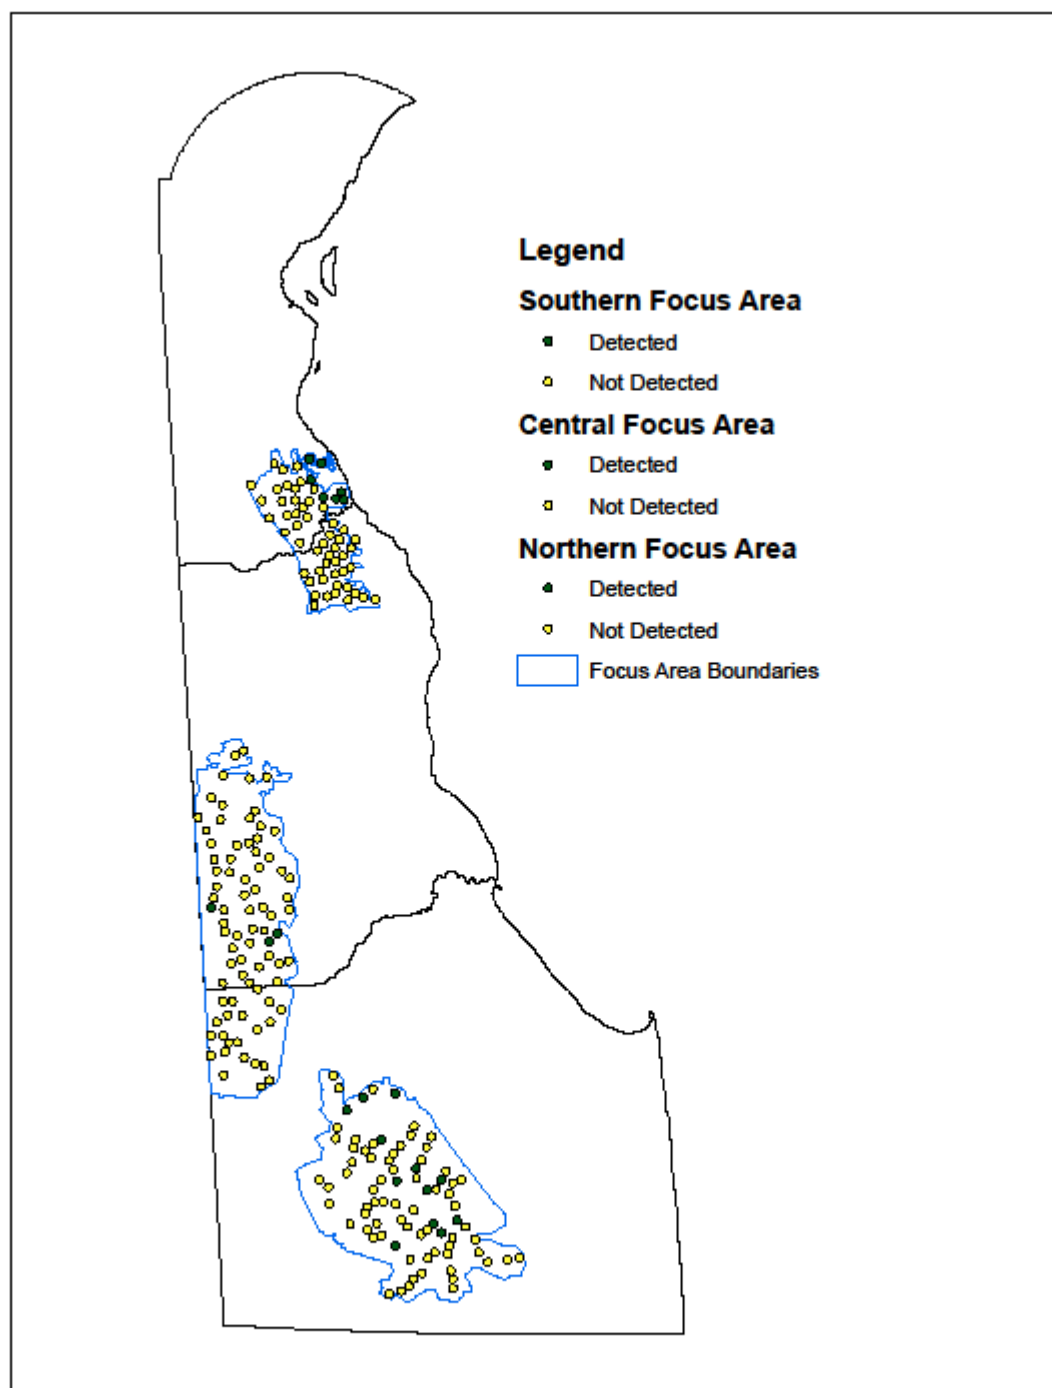 Legend
Southern Focus Area
Detected
Not Detected
Central Focus Area
Detected
Not Detected
Northern Focus Area
Detected
Not Detected
Focus Area Boundaries